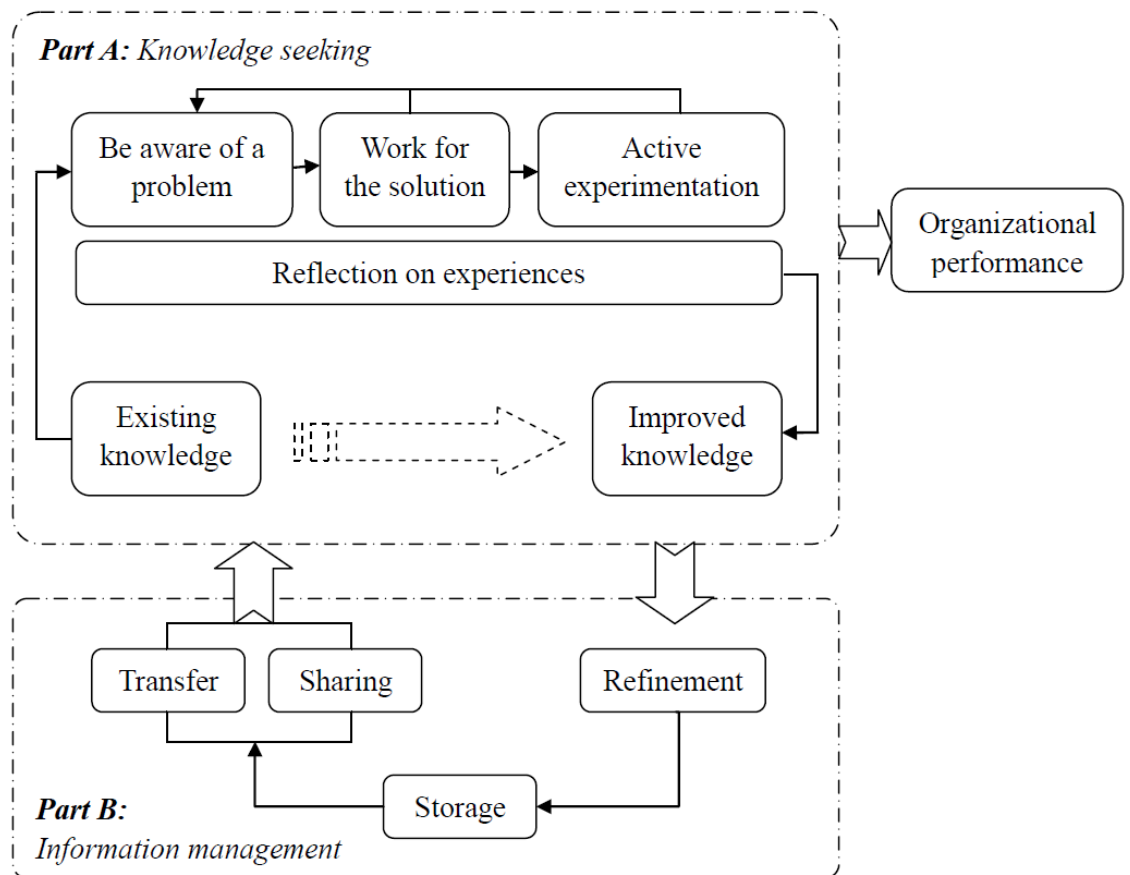 Part A: Knowledge seeking
Be aware of a
problem
Work for
the solution
Active
experimentation
Organizational
performance
Reflection on experiences
Existing
knowledge
Improved
knowledge
Transfer
Sharing
Refinement
Storage
Part B:
Information management